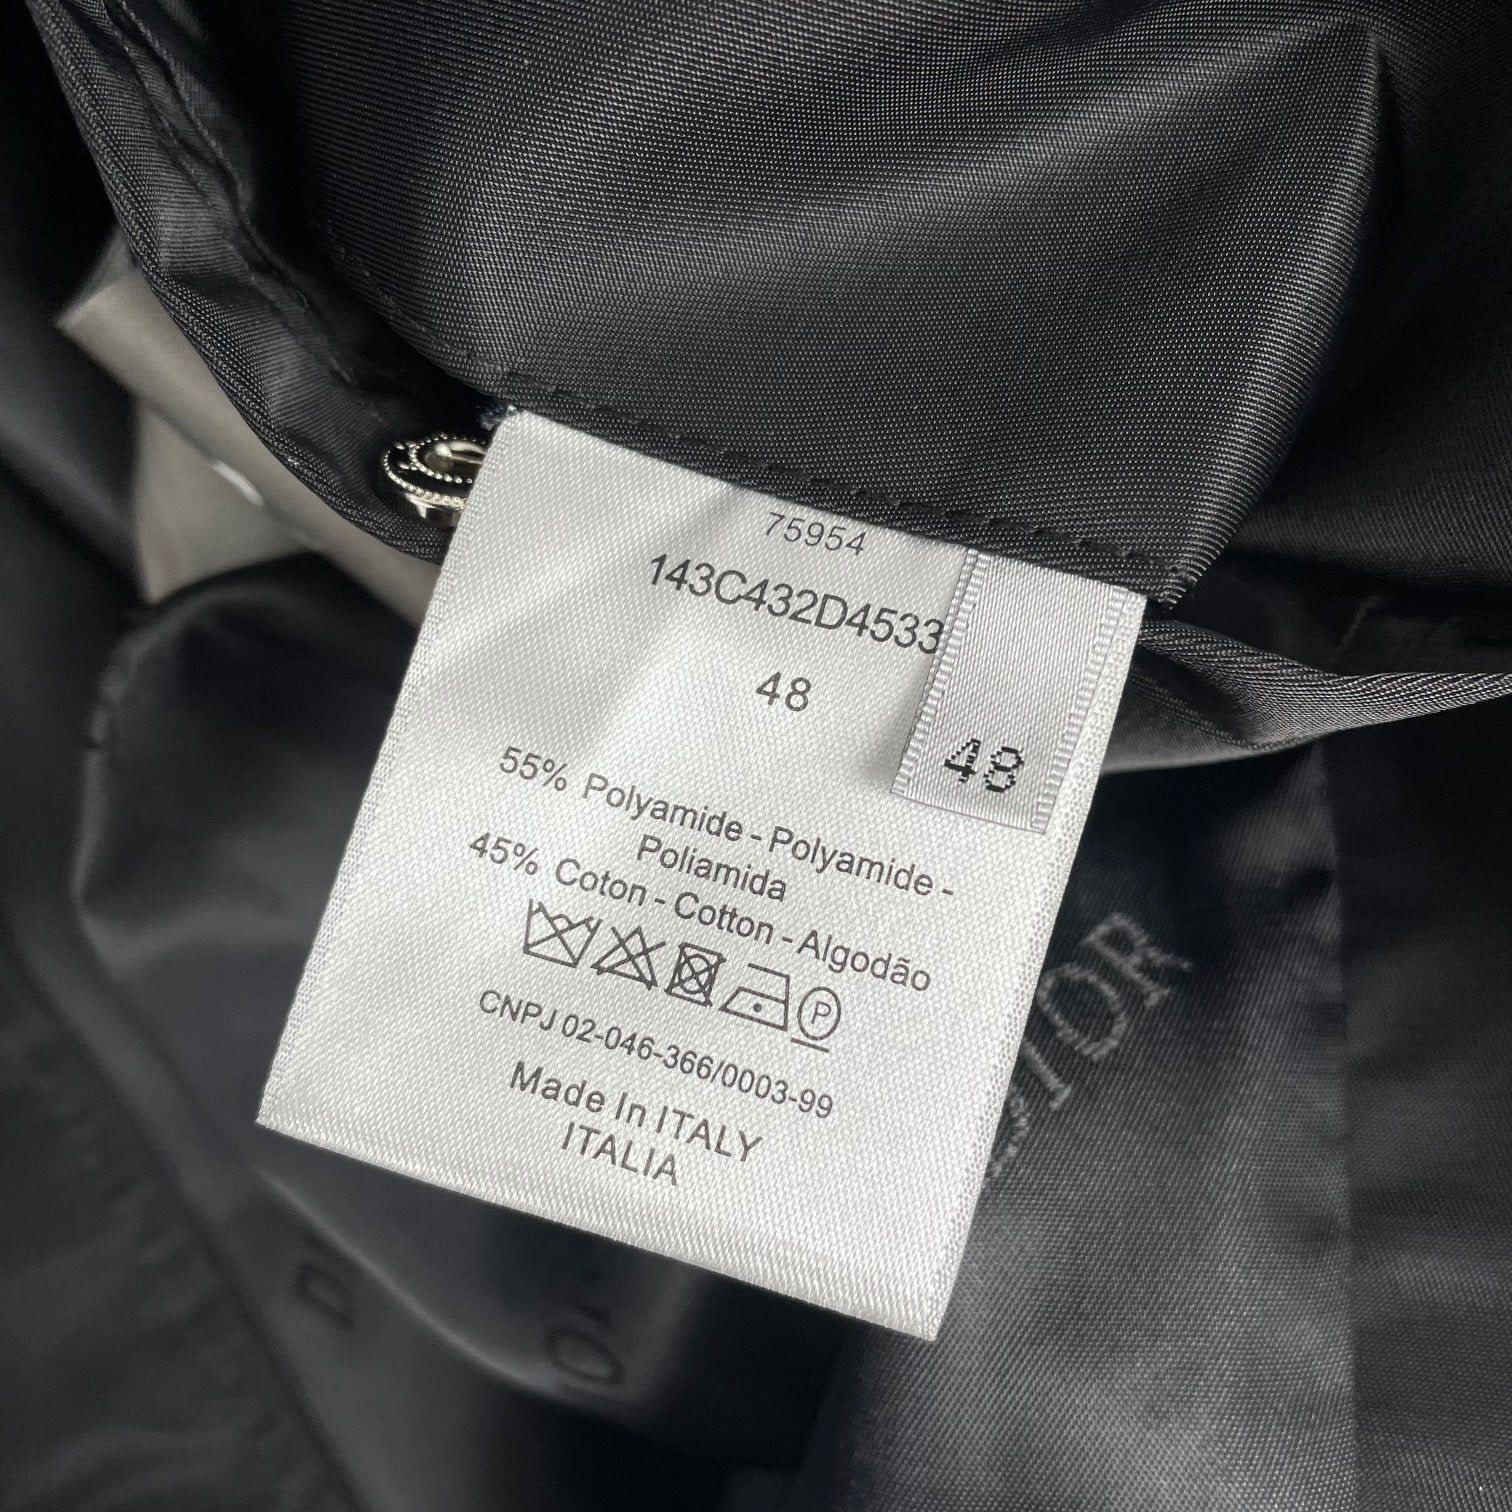 75954
143C432D4533
48
48
55% Polyamide - Polyamide -
Poliamida
45% Coton - Cotton - Algodão
P
CNPJ 02-046-366/0003-99
Made In ITALY
ITALIA
DIOR